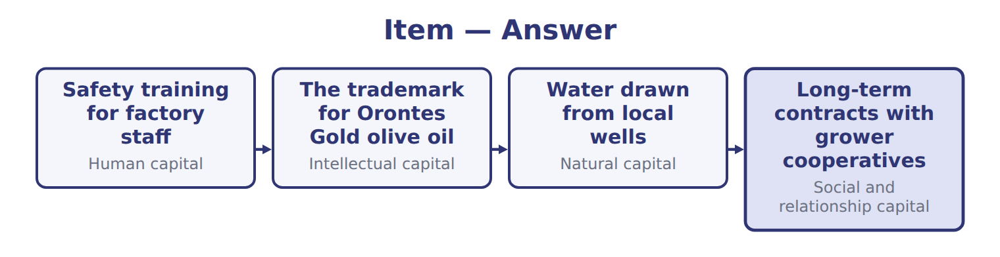 Item — Answer
Safety training
for factory
staff
Human capital
The trademark
for Orontes
Gold olive oil
Intellectual capital
Water drawn
from local
wells
Natural capital
Long-term
contracts with
grower
cooperatives
Social and
relationship capital